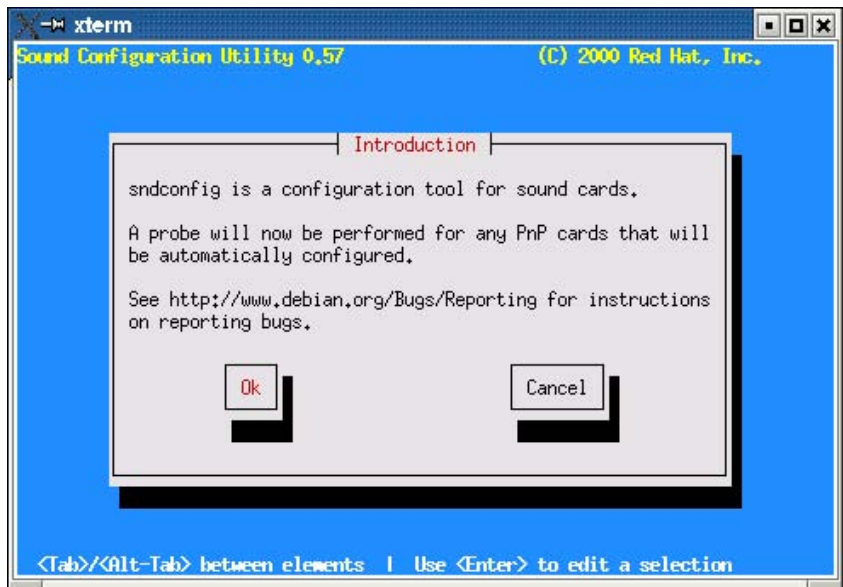 xterm
Sound Configuration Utility 0.57 (C) 2000 Red Hat, Inc.
Introduction
sndconfig is a configuration tool for sound cards.
A probe will now be performed for any PnP cards that will
be automatically configured.
See http://www.debian.org/Bugs/Reporting for instructions
on reporting bugs.
Ok Cancel
<Tab>/<Alt-Tab> between elements | Use <Enter> to edit a selection